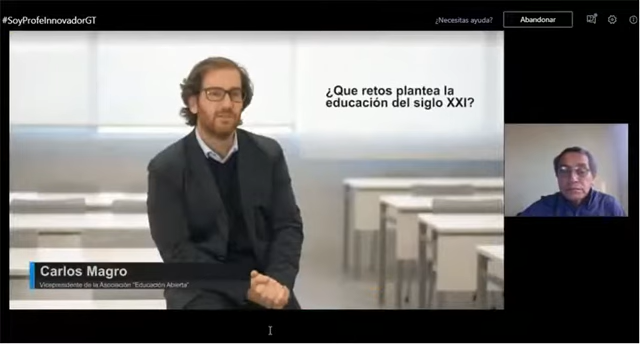 #SoyProfeInnovadorGT
¿Necesitas ayuda?
Abandonar
¿Que retos plantea la
educación del siglo XXI?
Carlos Magro
Vicepresidente de la Asociación "Educación Abierta"